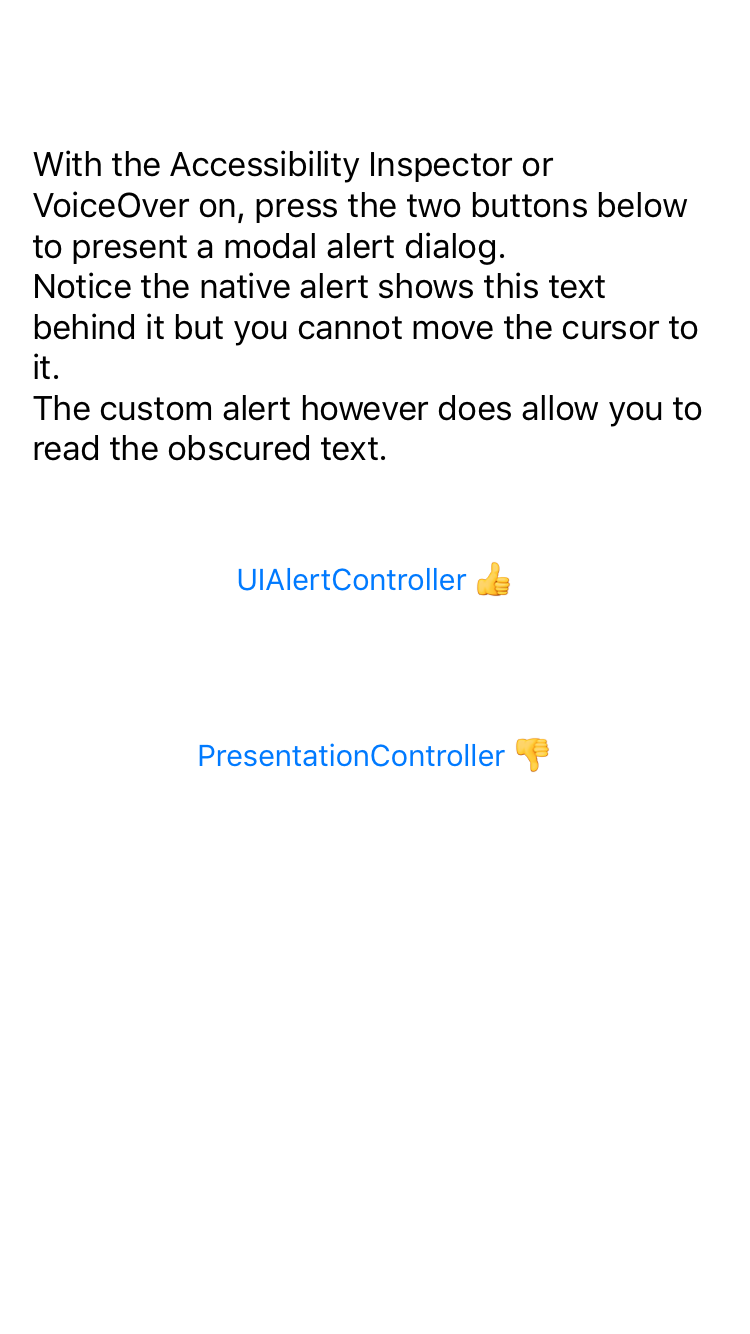 With the Accessibility Inspector or
VoiceOver on, press the two buttons below
to present a modal alert dialog.
Notice the native alert shows this text
behind it but you cannot move the cursor to
it.
The custom alert however does allow you to
read the obscured text.
UIAlertController 👍
PresentationController 👎